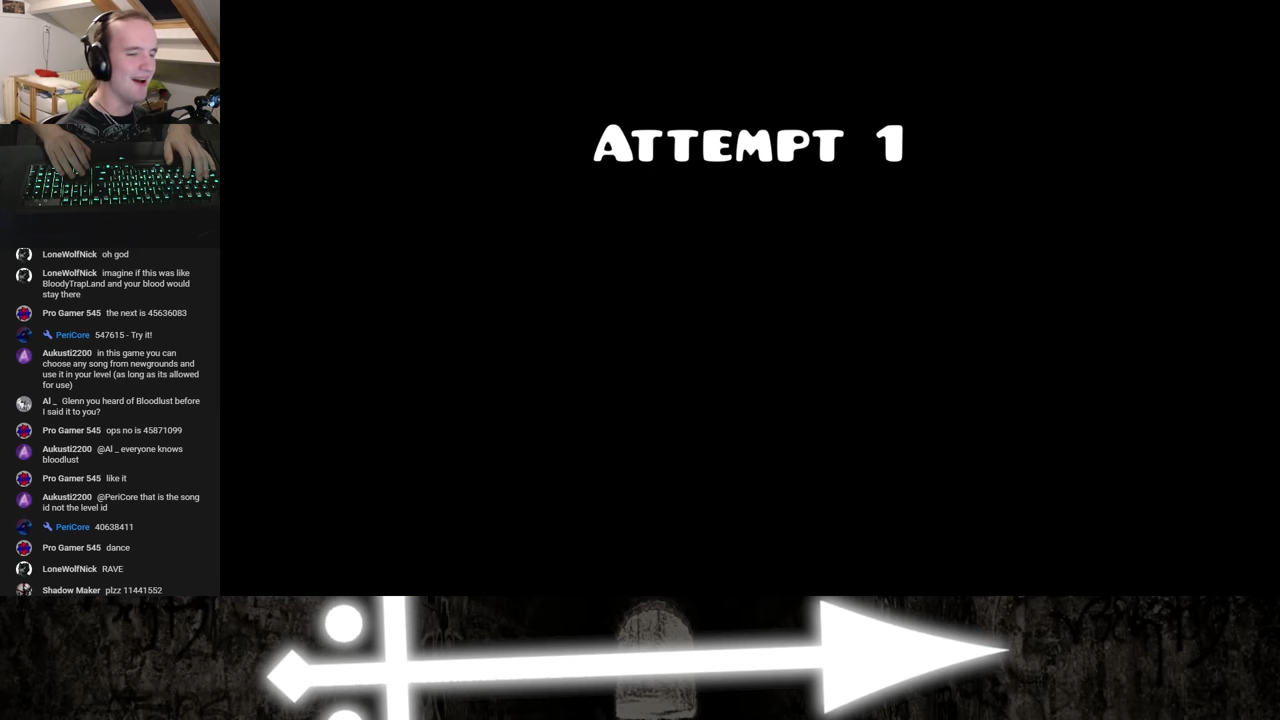 ATTEMPT 1
LoneWolfNick oh god
LoneWolfNick imagine if this was like
BloodyTrapLand and your blood would
stay there
Pro Gamer 545 the next is 45636083
PeriCore 547615 - Try it!
Aukusti2200 in this game you can
choose any song from newgrounds and
use it in your level (as long as its allowed
for use)
Al _ Glenn you heard of Bloodlust before
I said it to you?
Pro Gamer 545 ops no is 45871099
Aukusti2200 @Al _ everyone knows
bloodlust
Pro Gamer 545 like it
Aukusti2200 @PeriCore that is the song
id not the level id
PeriCore 40638411
Pro Gamer 545 dance
LoneWolfNick RAVE
Shadow Maker plzz 11441552